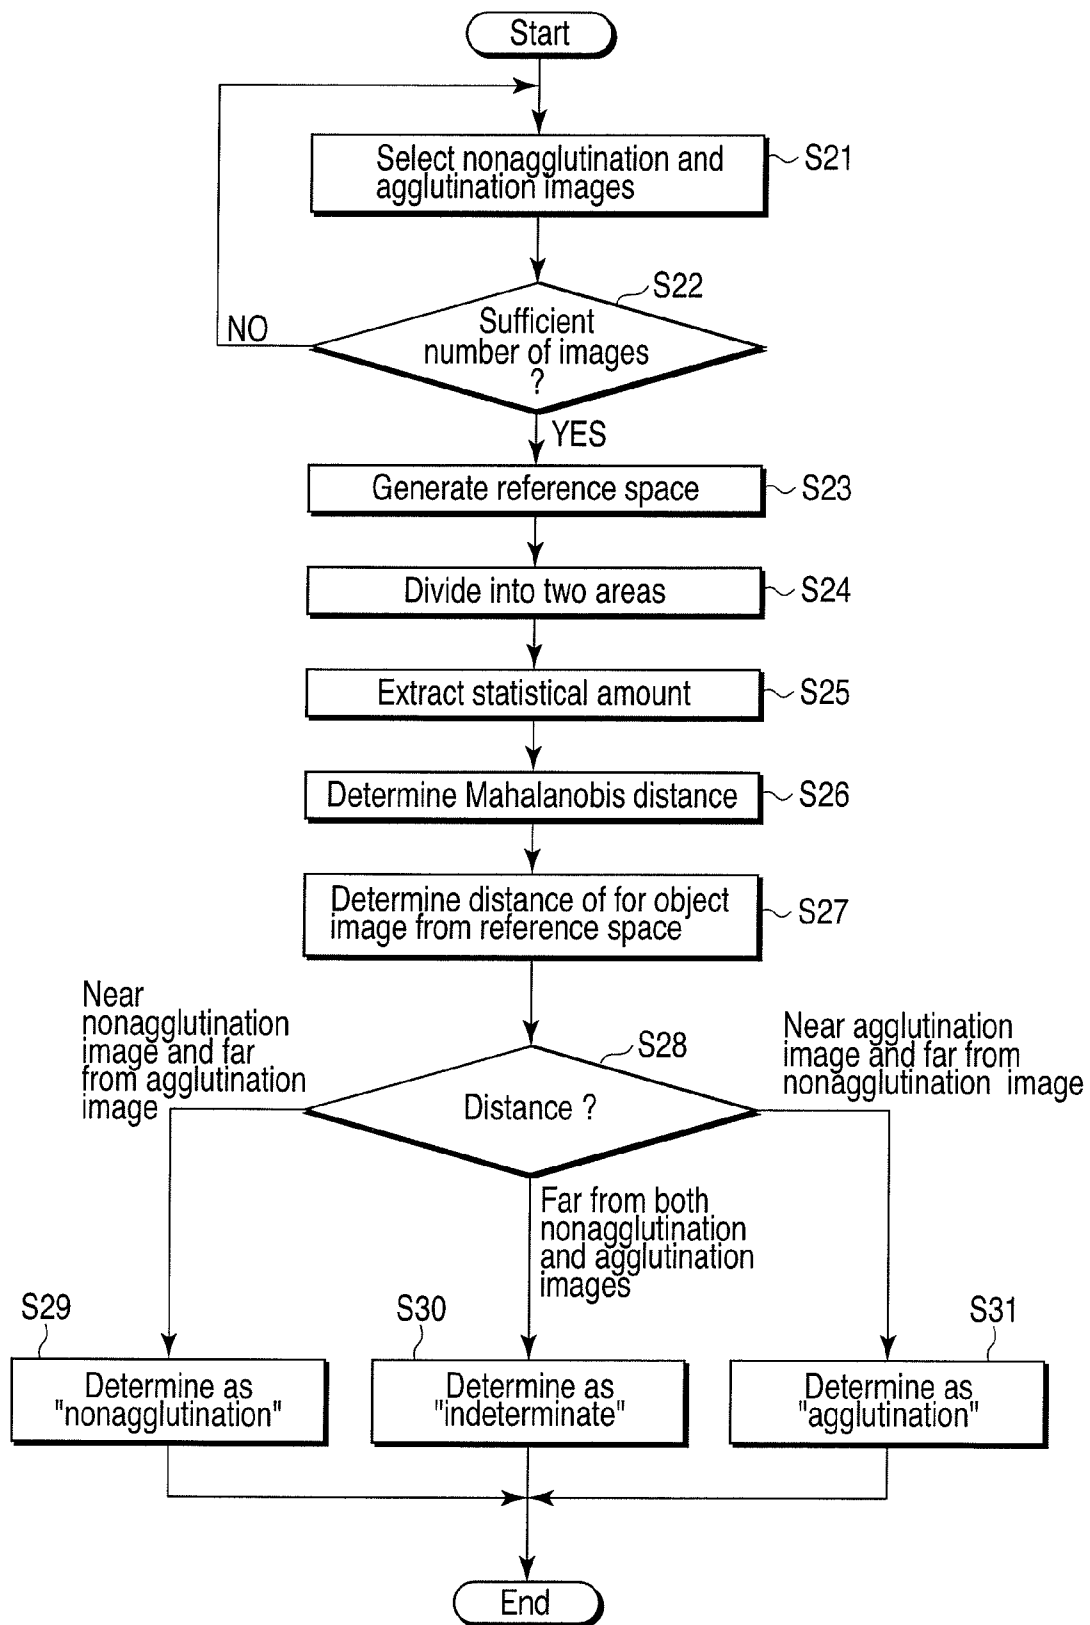 Start
Select nonagglutination and
agglutination images
S21
S22
Sufficient
number of images
?
NO
YES
Generate reference space
S23
Divide into two areas
S24
Extract statistical amount
S25
Determine Mahalanobis distance
S26
Determine distance of for object
image from reference space
S27
Near
nonagglutination
image and far
from agglutination
image
S28
Distance ?
Near agglutination
image and far from
nonagglutination image
Far from both
nonagglutination
and agglutination
images
S29
Determine as
"nonagglutination"
S30
Determine as
"indeterminate"
S31
Determine as
"agglutination"
End